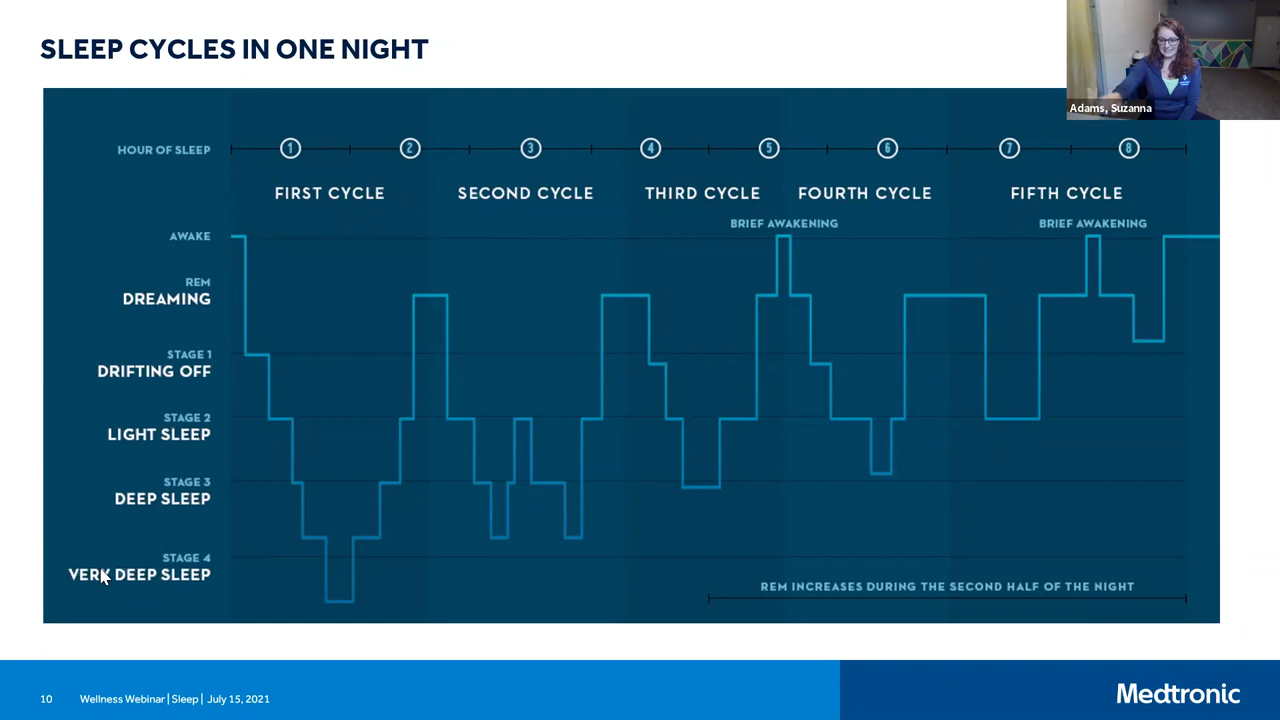 SLEEP CYCLES IN ONE NIGHT
Adams, Suzanna
HOUR OF SLEEP 1 2 3 4 5 6 7 8
FIRST CYCLE SECOND CYCLE THIRD CYCLE FOURTH CYCLE FIFTH CYCLE
BRIEF AWAKENING BRIEF AWAKENING
AWAKE
REM
DREAMING
STAGE 1
DRIFTING OFF
STAGE 2
LIGHT SLEEP
STAGE 3
DEEP SLEEP
STAGE 4
VERY DEEP SLEEP
REM INCREASES DURING THE SECOND HALF OF THE NIGHT
10 Wellness Webinar | Sleep | July 15, 2021
Medtronic